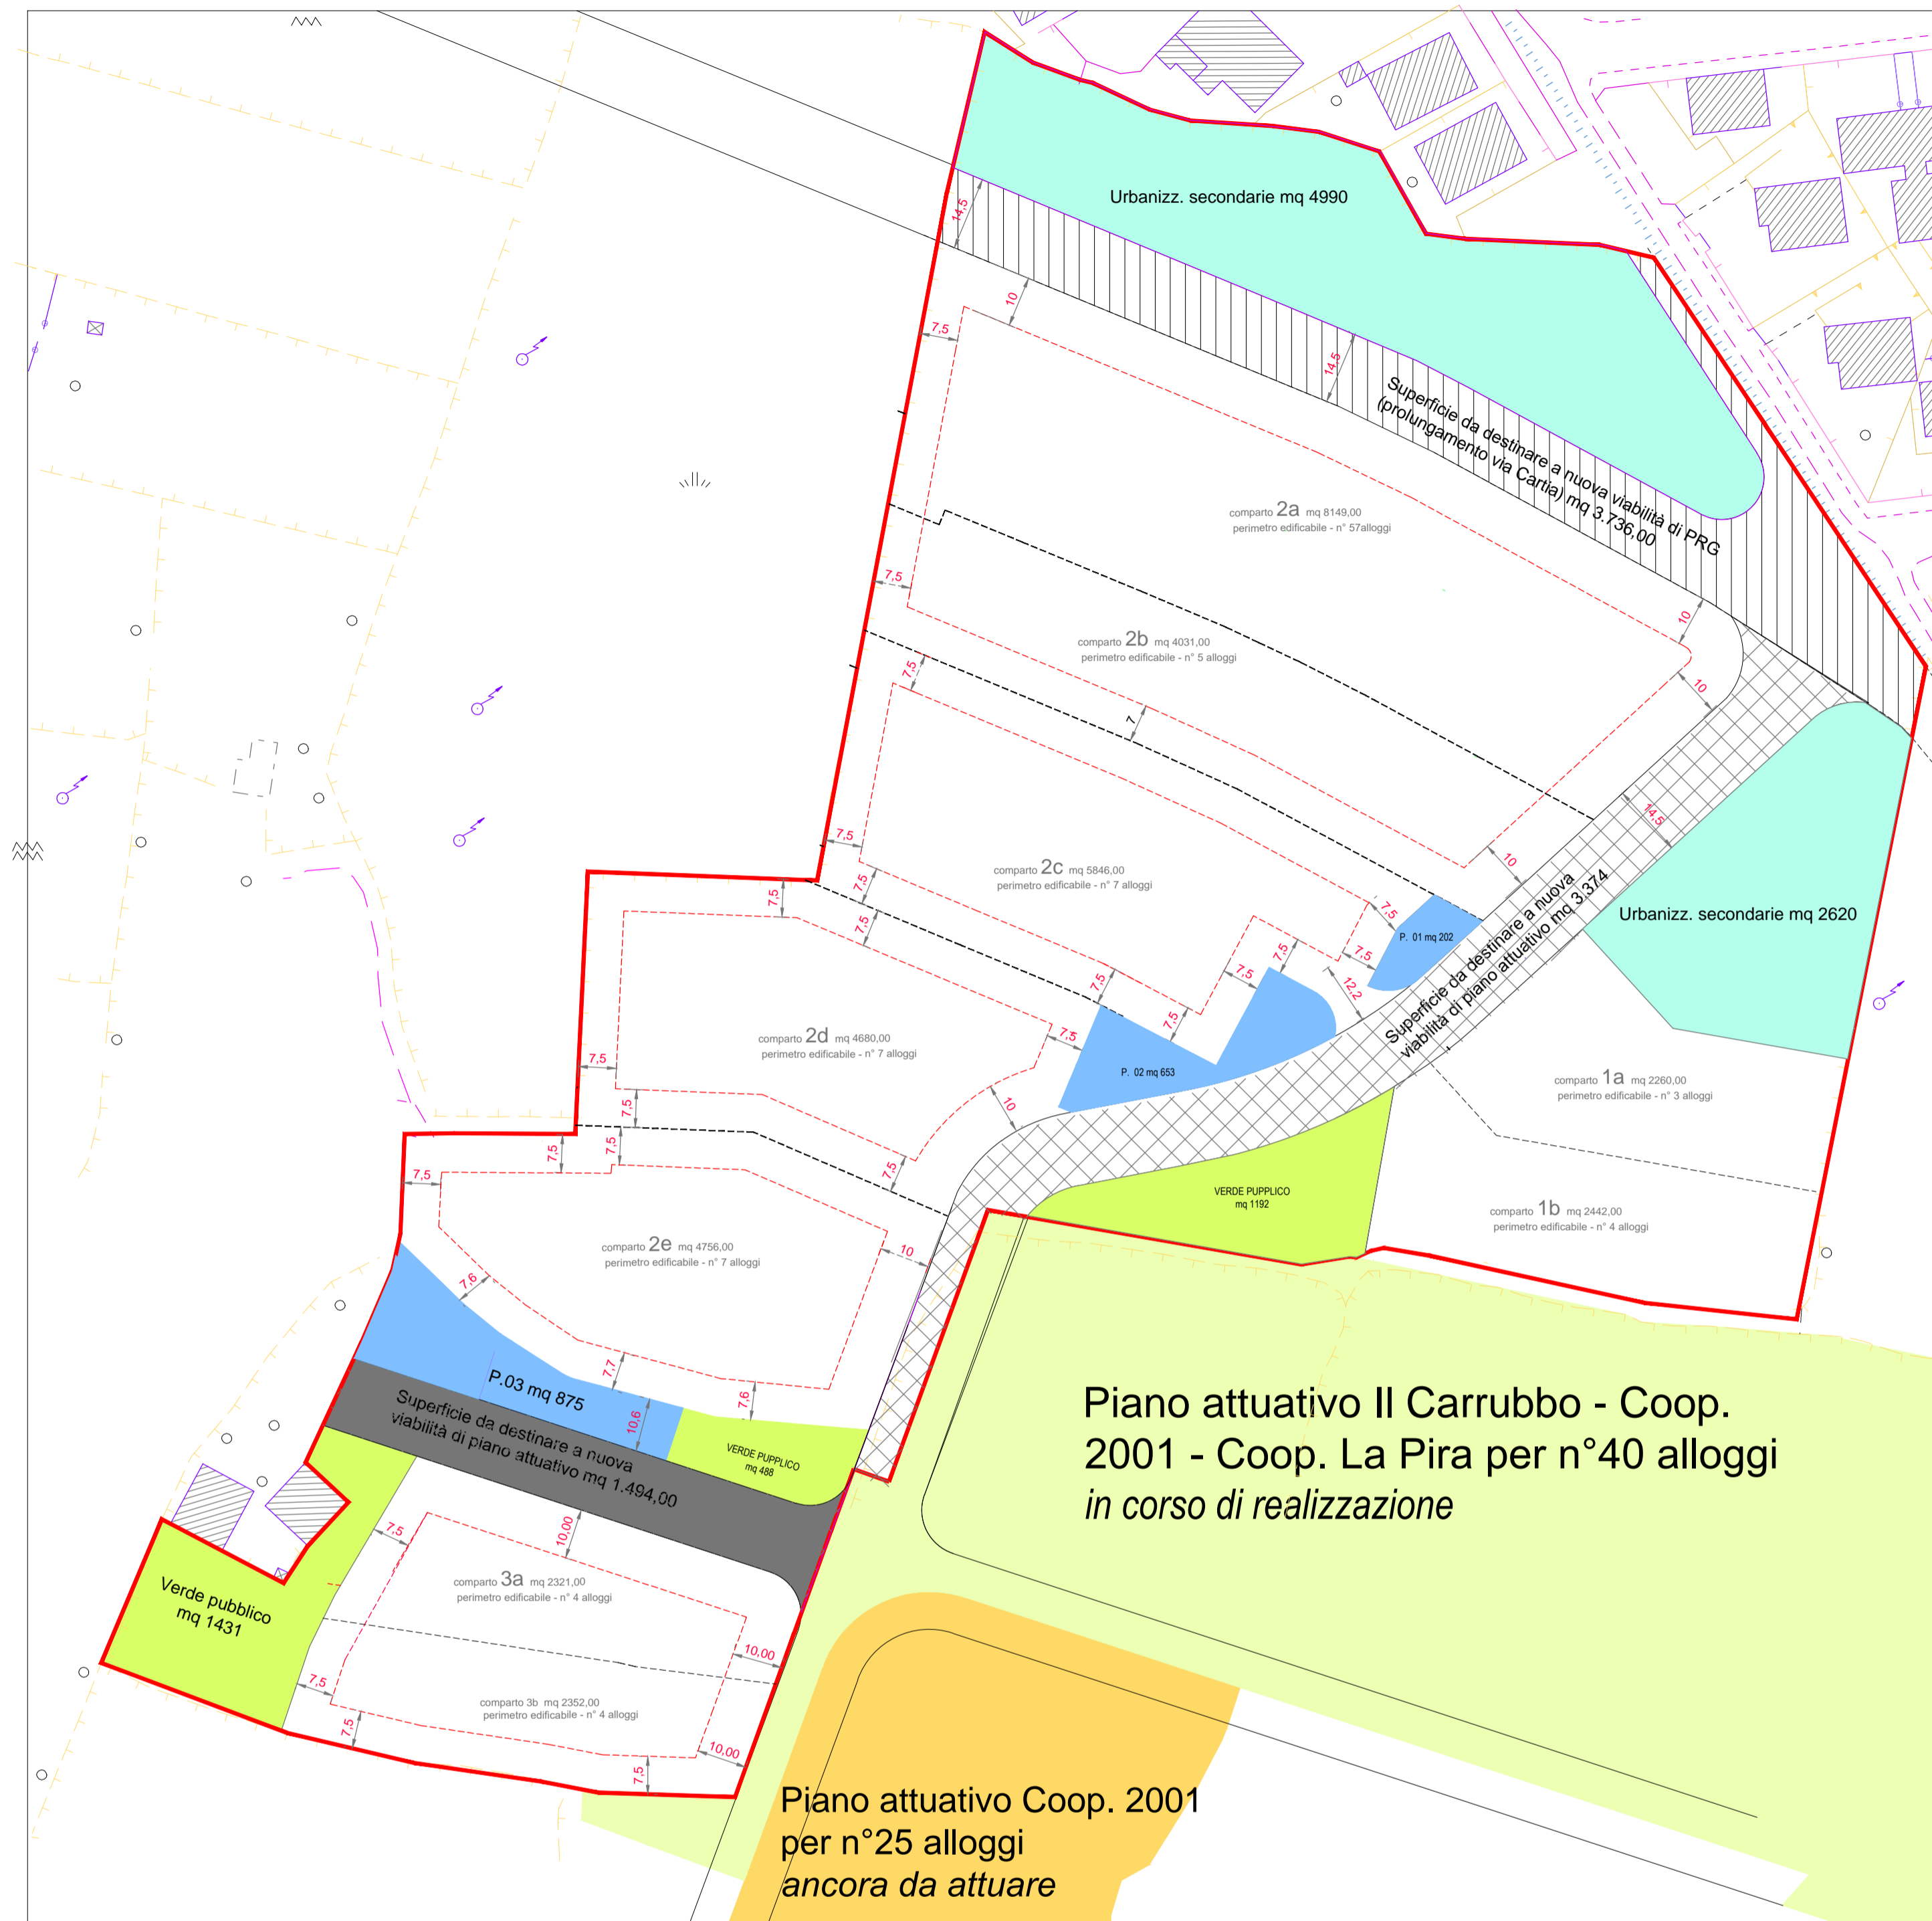 Urbanizz. secondarie mq 4990
14,5
10
7,5
14,5
Superficie da destinare a nuova viabilità di PRG
(prolungamento via Cartia) mq 3.736,00
comparto 2a mq 8149,00
perimetro edificabile - n° 57alloggi
7,5
10
comparto 2b mq 4031,00
perimetro edificabile - n° 5 alloggi
7,5
10
7
14,5
7,5
10
comparto 2c mq 5846,00
perimetro edificabile - n° 7 alloggi
7,5
7,5
7,5
7,5
P. 01 mq 202
Urbanizz. secondarie mq 2620
7,5
7,5
7,5
12,2
7,5
7,5
Superficie da destinare a nuova
viabilità di piano attuativo mq 3.374
comparto 2d mq 4680,00
perimetro edificabile - n° 7 alloggi
7,5
7,5
P. 02 mq 653
comparto 1a mq 2260,00
perimetro edificabile - n° 3 alloggi
7,5
10
7,5
7,5
7,5
7,5
VERDE PUPPLICO
mq 1192
comparto 1b mq 2442,00
perimetro edificabile - n° 4 alloggi
comparto 2e mq 4756,00
perimetro edificabile - n° 7 alloggi
10
7,6
7,7
7,6
P.03 mq 875
10,6
Superficie da destinare a nuova
viabilità di piano attuativo mq 1.494,00
VERDE PUPPLICO
mq 488
Piano attuativo Il Carrubbo - Coop.
2001 - Coop. La Pira per n°40 alloggi
in corso di realizzazione
7,5
10,00
comparto 3a mq 2321,00
perimetro edificabile - n° 4 alloggi
Verde pubblico
mq 1431
10,00
7,5
comparto 3b mq 2352,00
perimetro edificabile - n° 4 alloggi
7,5
10,00
7,5
Piano attuativo Coop. 2001
per n°25 alloggi
ancora da attuare